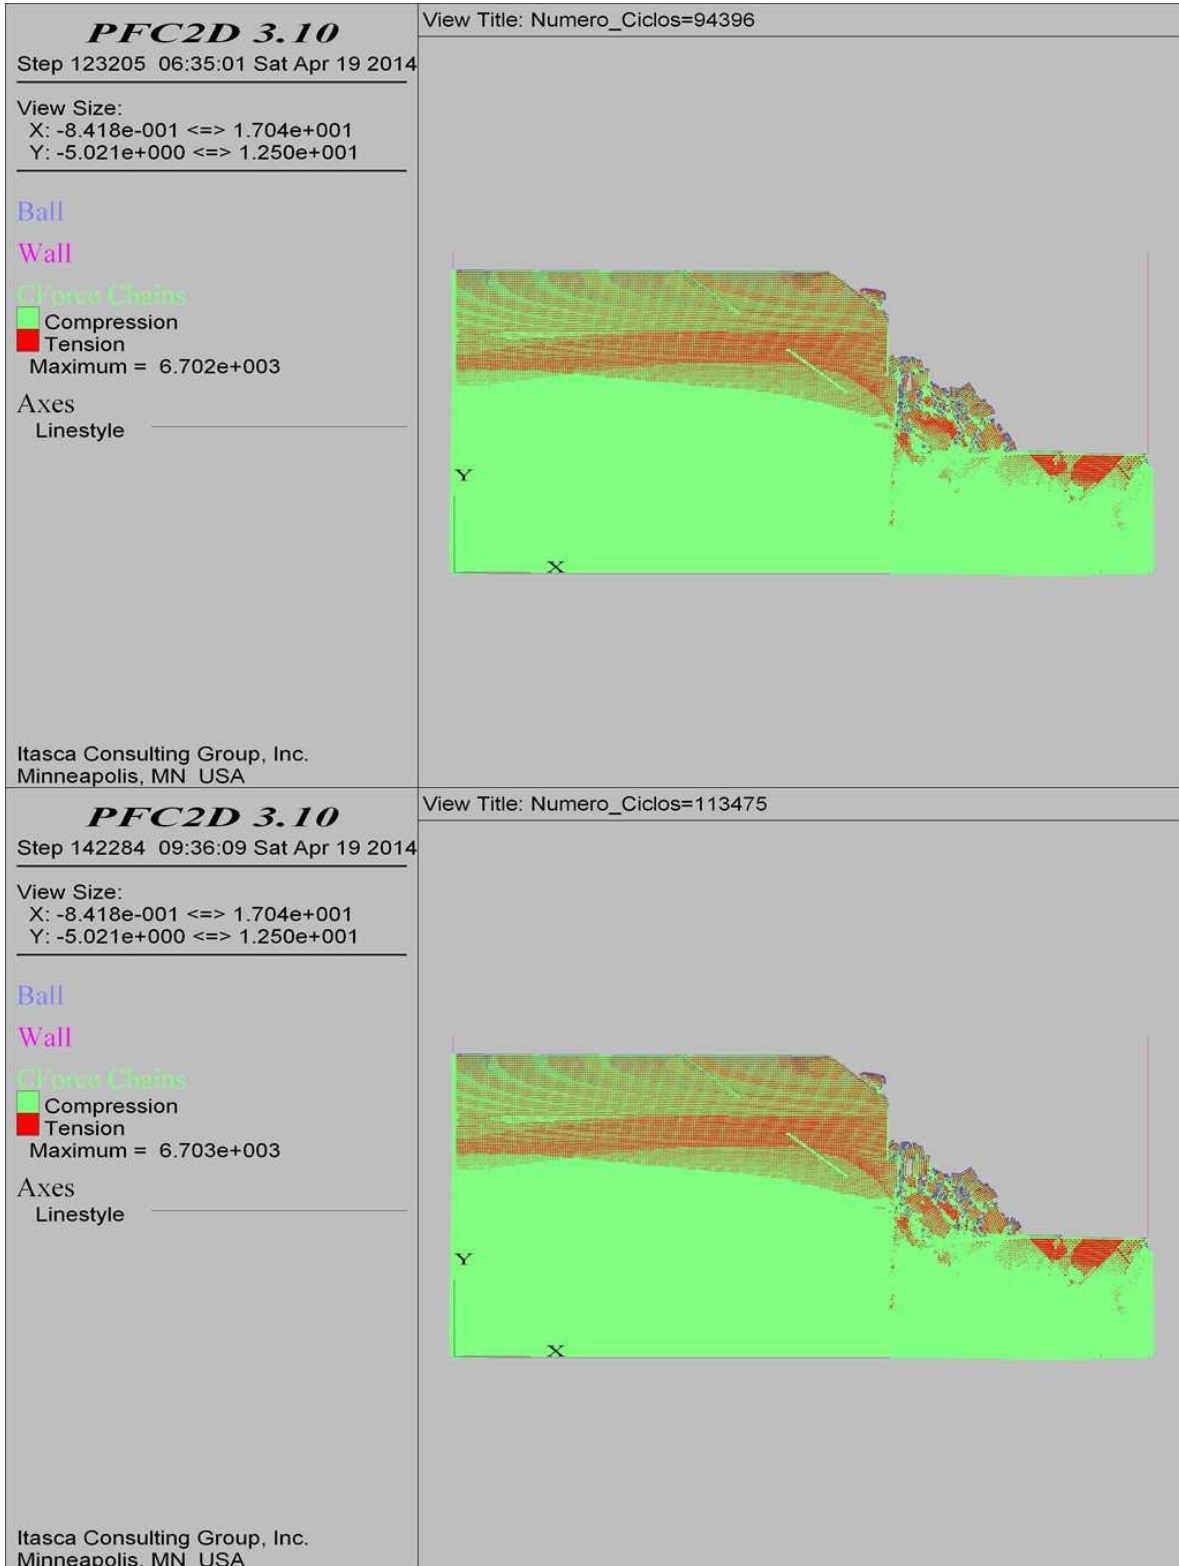 PFC2D 3.10
Step 123205 06:35:01 Sat Apr 19 2014
View Size:
X: -8.418e-001 <=> 1.704e+001
Y: -5.021e+000 <=> 1.250e+001
Ball
Wall
CForce Chains
Compression
Tension
Maximum = 6.702e+003
Axes
Linestyle
Itasca Consulting Group, Inc.
Minneapolis, MN USA
View Title: Numero_Ciclos=94396
Y
X
PFC2D 3.10
Step 142284 09:36:09 Sat Apr 19 2014
View Size:
X: -8.418e-001 <=> 1.704e+001
Y: -5.021e+000 <=> 1.250e+001
Ball
Wall
CForce Chains
Compression
Tension
Maximum = 6.703e+003
Axes
Linestyle
Itasca Consulting Group, Inc.
Minneapolis, MN USA
View Title: Numero_Ciclos=113475
Y
X